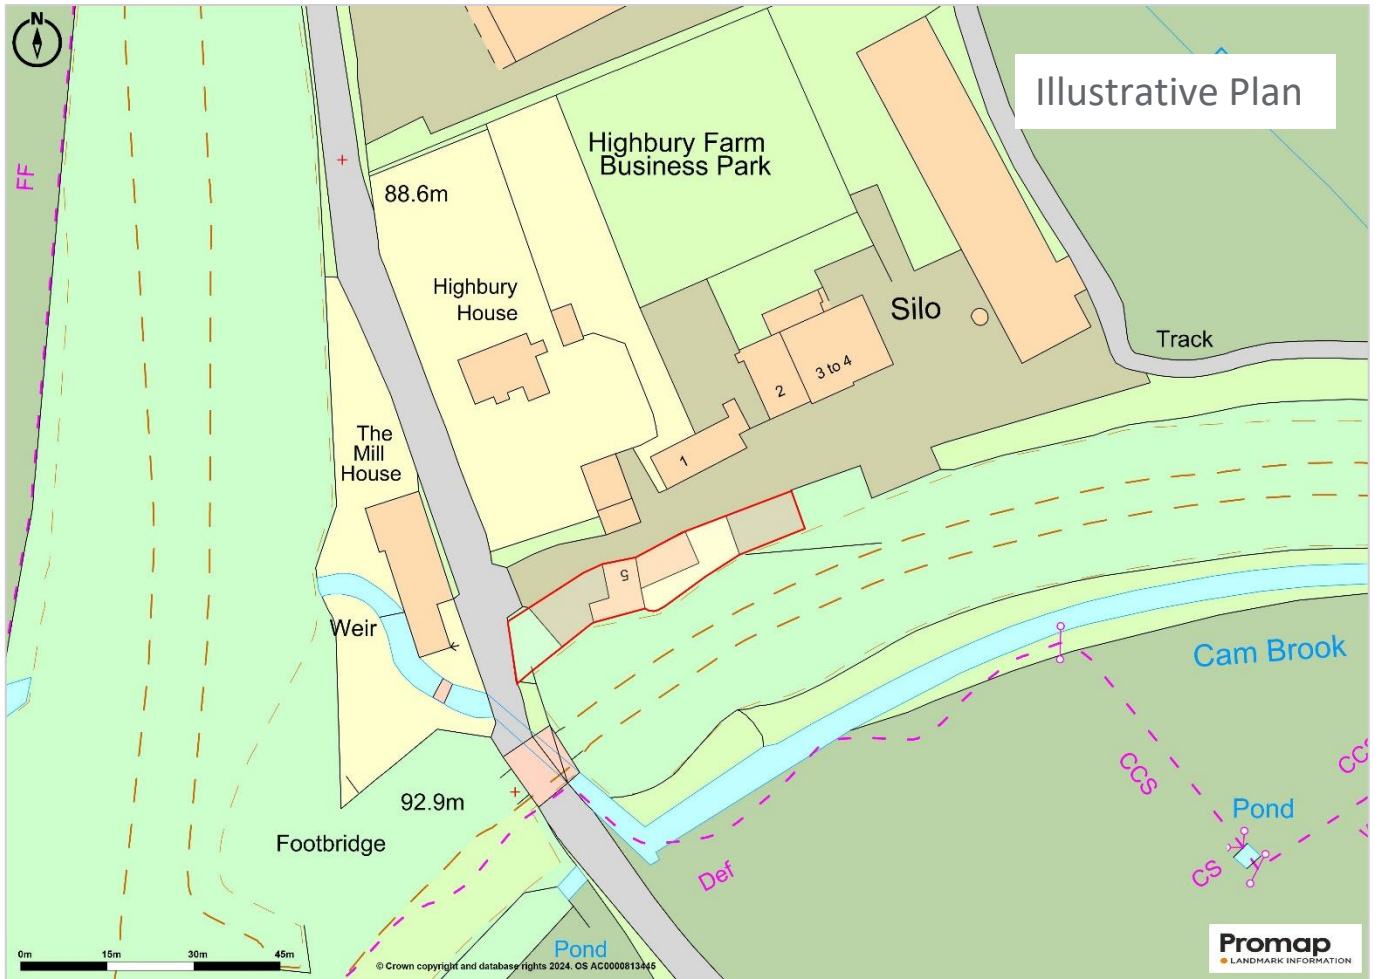 N
Illustrative Plan
FF
88.6m
Highbury Farm
Business Park
Highbury
House
Silo
Track
The
Mill
House
2
3 to 4
1
5
Weir
Cam Brook
92.9m
Footbridge
CCS
CCS
Pond
CS
Def
Pond
0m
15m
30m
45m
© Crown copyright and database rights 2024. OS AC0000813445
Promap
LANDMARK INFORMATION